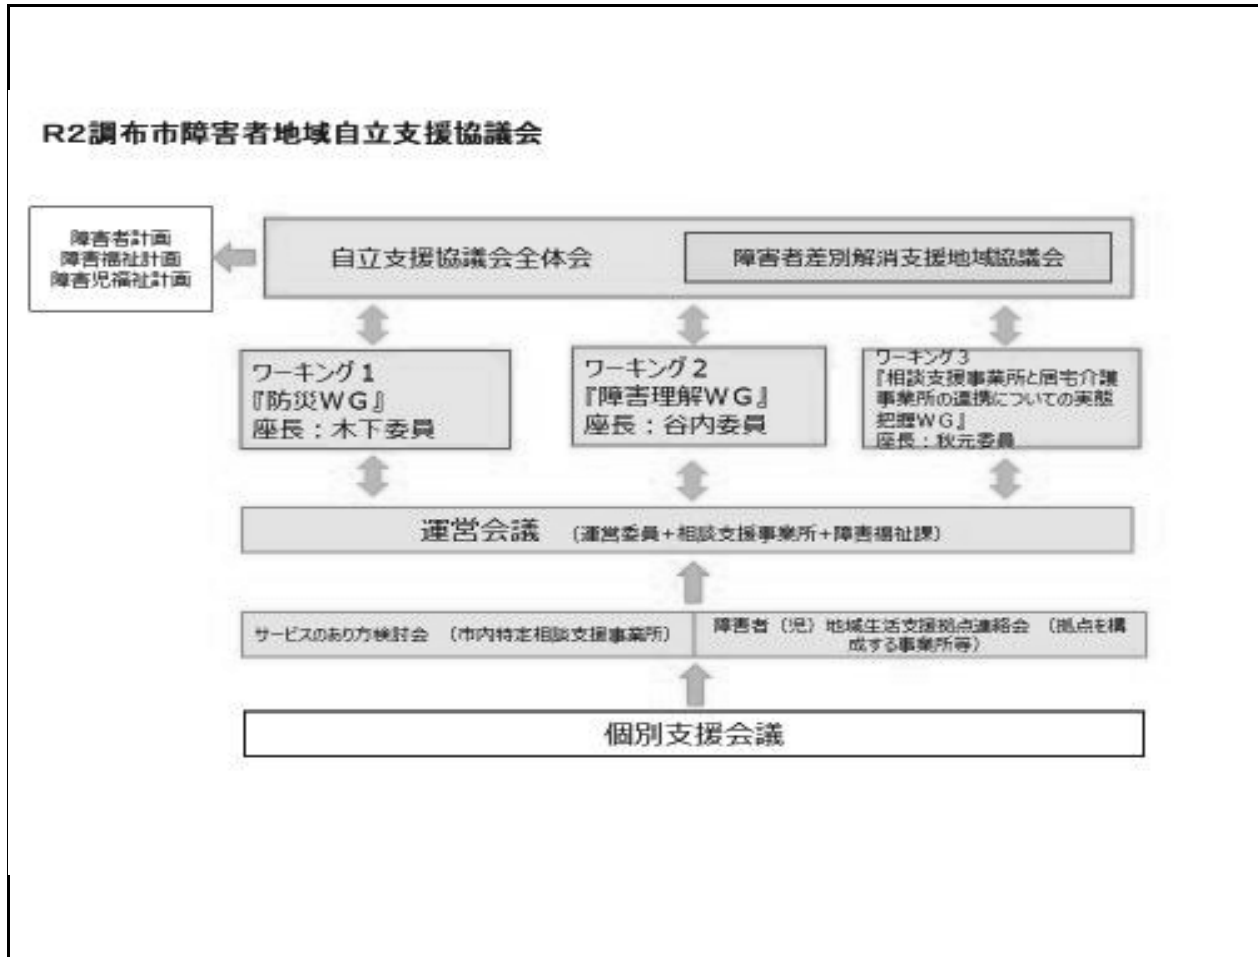 R2調布市障害者地域自立支援協議会
障害者計画
障害福祉計画
障害児福祉計画
自立支援協議会全体会
障害者差別解消支援地域協議会
ワーキング1
『防災WG』
座長：木下委員
ワーキング2
『障害理解WG』
座長：谷内委員
ワーキング3
『相談支援事業所と居宅介護
事業所の連携についての実態
把握WG』
座長：秋元委員
運営会議 （運営委員+相談支援事業所+障害福祉課）
サービスのあり方検討会 （市内特定相談支援事業所）
障害者（児）地域生活支援拠点連絡会 （拠点を構
成する事業所等）
個別支援会議